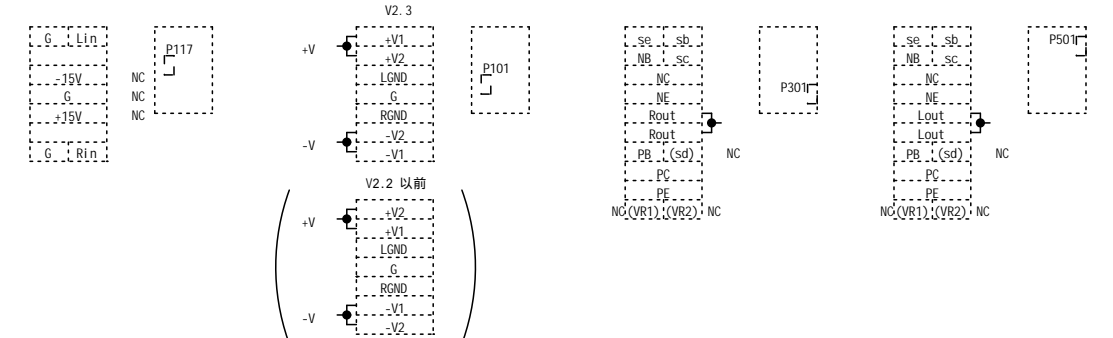 V2.3
G Lin
-15V NC
G NC
+15V NC
G Rin
P117
+V
+V1
+V2
LGND
G
RGND
-V2
-V1
-V
P101
V2.2 以前
+V
+V2
+V1
LGND
G
RGND
-V1
-V2
-V
se sb
NB sc
NC
NE
Rout
Rout
PB (sd) NC
PC
PE
NC (VR1) (VR2) NC
P301
se sb
NB sc
NC
NE
Lout
Lout
PB (sd) NC
PC
PE
NC (VR1) (VR2) NC
P501